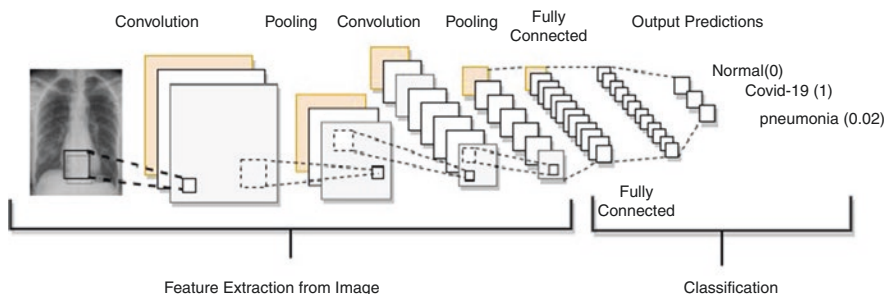 Convolution
Pooling
Convolution
Pooling
Fully
Connected
Output Predictions
Normal(0)
Covid-19 (1)
pneumonia (0.02)
Fully
Connected
Feature Extraction from Image
Classification